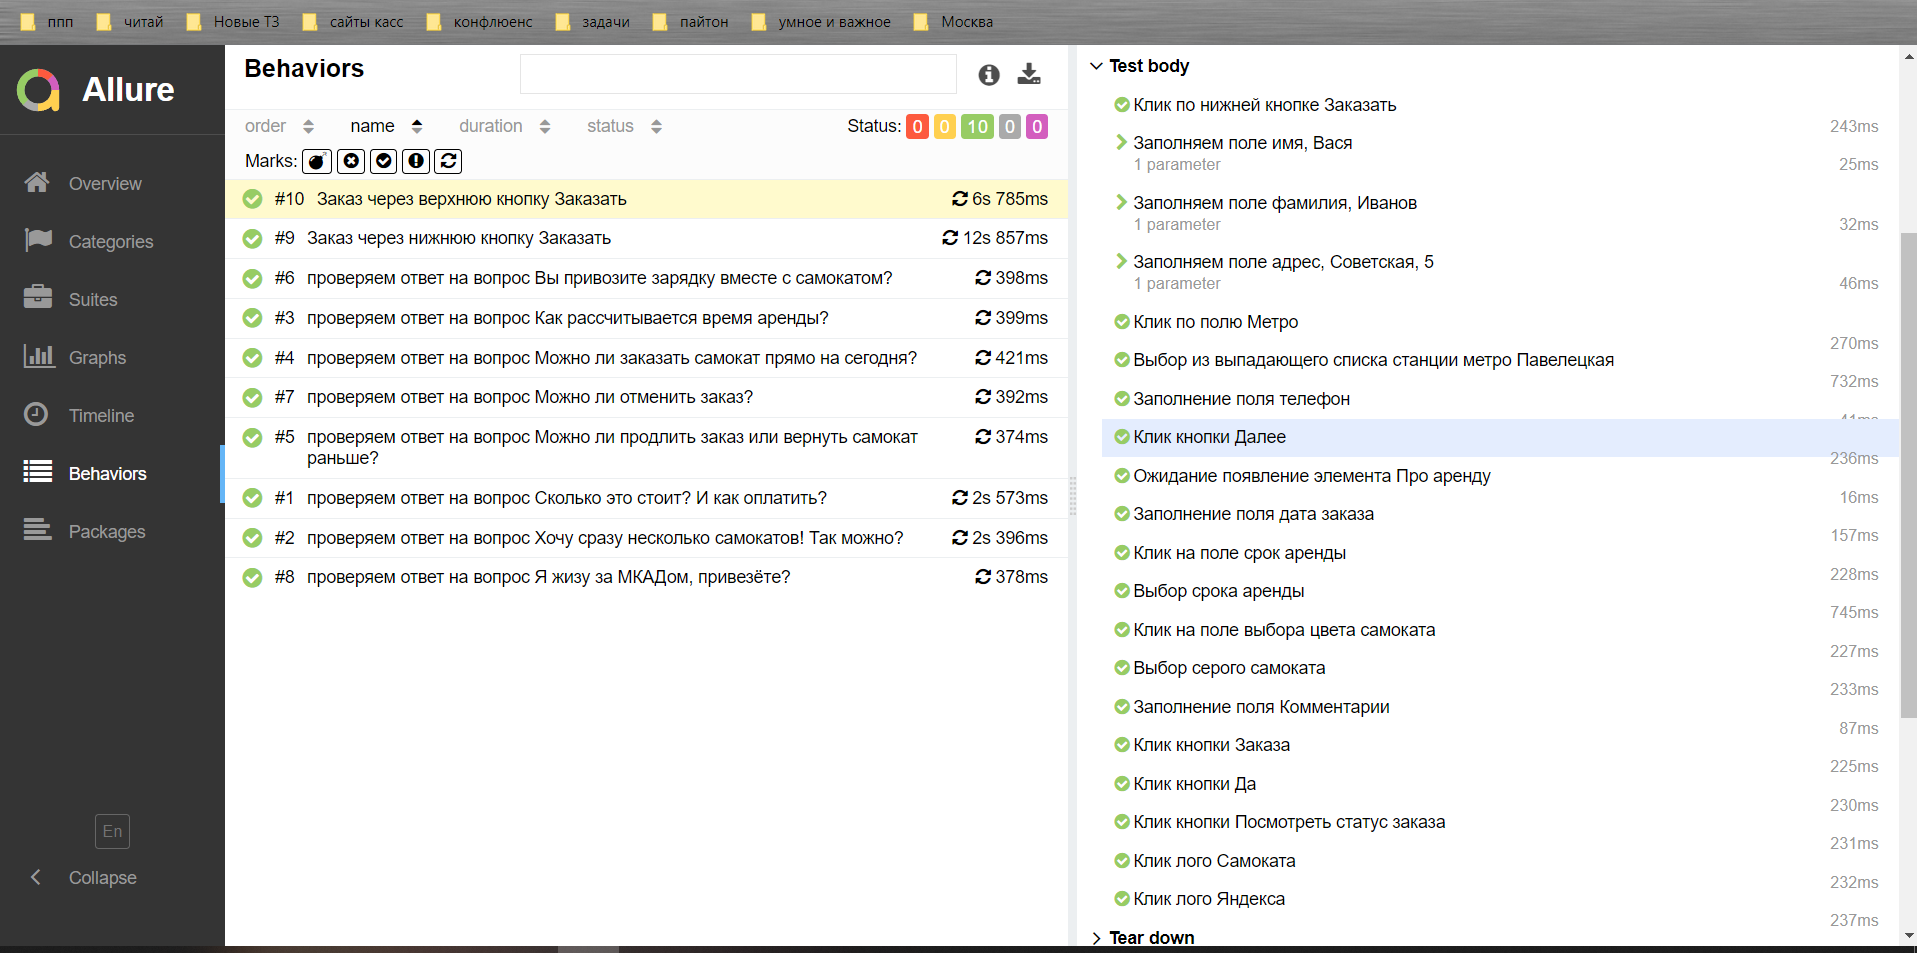 ппп читай Новые ТЗ сайты касс конфлюенс задачи пайтон умное и важное Москва
Allure
Overview
Categories
Suites
Graphs
Timeline
Behaviors
Packages
En
Collapse
Behaviors
order name duration status Status: 0 0 10 0 0
Marks:
#10 Заказ через верхнюю кнопку Заказать 6s 785ms
#9 Заказ через нижнюю кнопку Заказать 12s 857ms
#6 проверяем ответ на вопрос Вы привозите зарядку вместе с самокатом? 398ms
#3 проверяем ответ на вопрос Как рассчитывается время аренды? 399ms
#4 проверяем ответ на вопрос Можно ли заказать самокат прямо на сегодня? 421ms
#7 проверяем ответ на вопрос Можно ли отменить заказ? 392ms
#5 проверяем ответ на вопрос Можно ли продлить заказ или вернуть самокат 374ms
раньше?
#1 проверяем ответ на вопрос Сколько это стоит? И как оплатить? 2s 573ms
#2 проверяем ответ на вопрос Хочу сразу несколько самокатов! Так можно? 2s 396ms
#8 проверяем ответ на вопрос Я жизу за МКАДом, привезёте? 378ms
Test body
Клик по нижней кнопке Заказать
243ms
Заполняем поле имя, Вася
1 parameter 25ms
Заполняем поле фамилия, Иванов
1 parameter 32ms
Заполняем поле адрес, Советская, 5
1 parameter 46ms
Клик по полю Метро
270ms
Выбор из выпадающего списка станции метро Павелецкая
732ms
Заполнение поля телефон
41ms
Клик кнопки Далее
236ms
Ожидание появление элемента Про аренду
16ms
Заполнение поля дата заказа
157ms
Клик на поле срок аренды
228ms
Выбор срока аренды
745ms
Клик на поле выбора цвета самоката
227ms
Выбор серого самоката
233ms
Заполнение поля Комментарии
87ms
Клик кнопки Заказа
225ms
Клик кнопки Да
230ms
Клик кнопки Посмотреть статус заказа
231ms
Клик лого Самоката
232ms
Клик лого Яндекса
237ms
Tear down